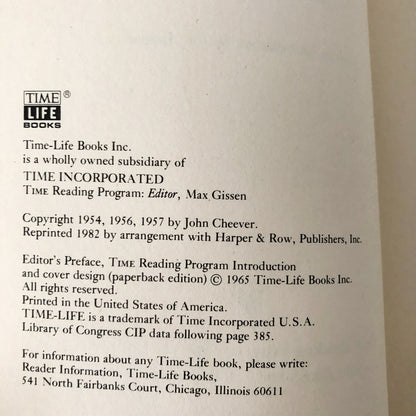 TIME ®
LIFE
BOOKS
Time-Life Books Inc.
is a wholly owned subsidiary of
TIME INCORPORATED
TIME Reading Program: Editor, Max Gissen
Copyright 1954, 1956, 1957 by John Cheever.
Reprinted 1982 by arrangement with Harper & Row, Publishers, Inc.
Editor's Preface, TIME Reading Program Introduction
and cover design (paperback edition) © 1965 Time-Life Books Inc.
All rights reserved.
Printed in the United States of America.
TIME-LIFE is a trademark of Time Incorporated U.S.A.
Library of Congress CIP data following page 385.
For information about any Time-Life book, please write:
Reader Information, Time-Life Books,
541 North Fairbanks Court, Chicago, Illinois 60611